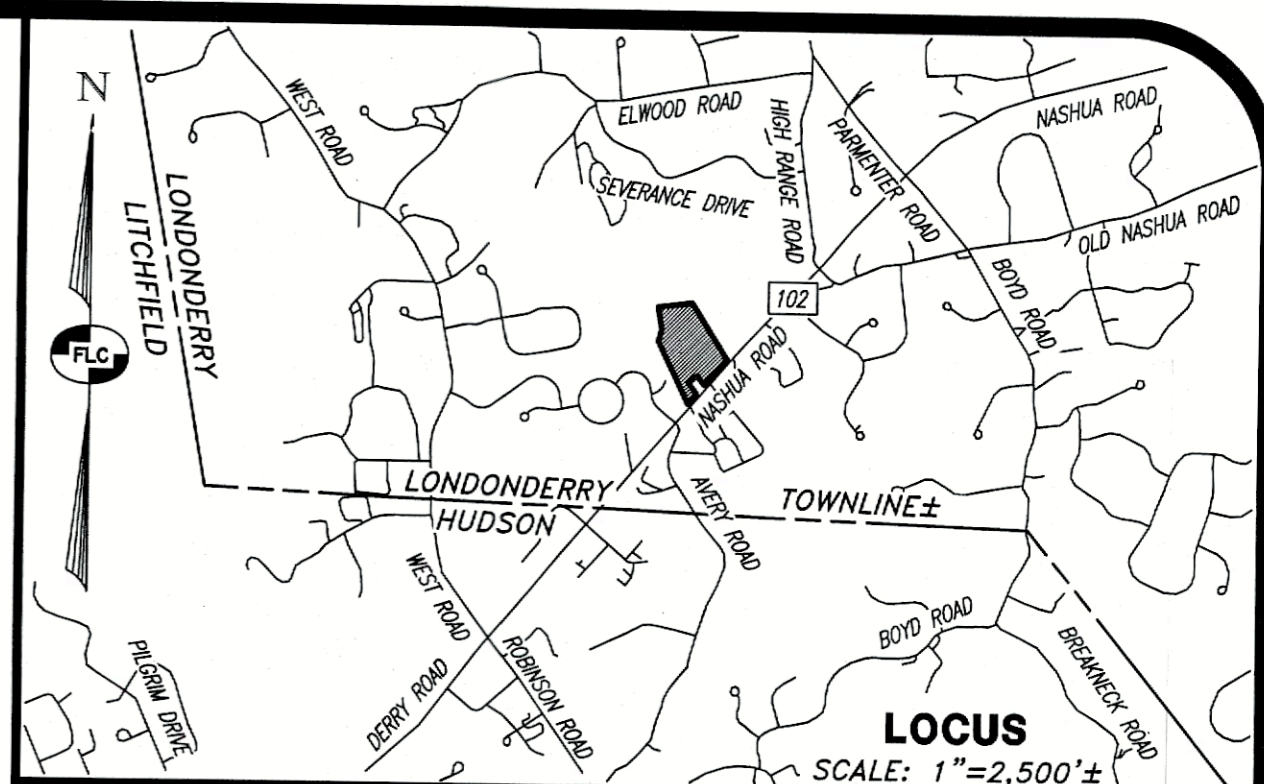 N
WEST ROAD
ELWOOD ROAD
HIGH RANGE ROAD
PARMENTER ROAD
NASHUA ROAD
SEVERANCE DRIVE
OLD NASHUA ROAD
LONDONDERRY
LITCHFIELD
BOYD ROAD
102
FLC
NASHUA ROAD
LONDONDERRY
TOWNLINE±
HUDSON
AVERY ROAD
WEST ROAD
ROBINSON ROAD
BOYD ROAD
BREAKNECK ROAD
PILGRIM DRIVE
DERRY ROAD
LOCUS
SCALE: 1"=2,500'±